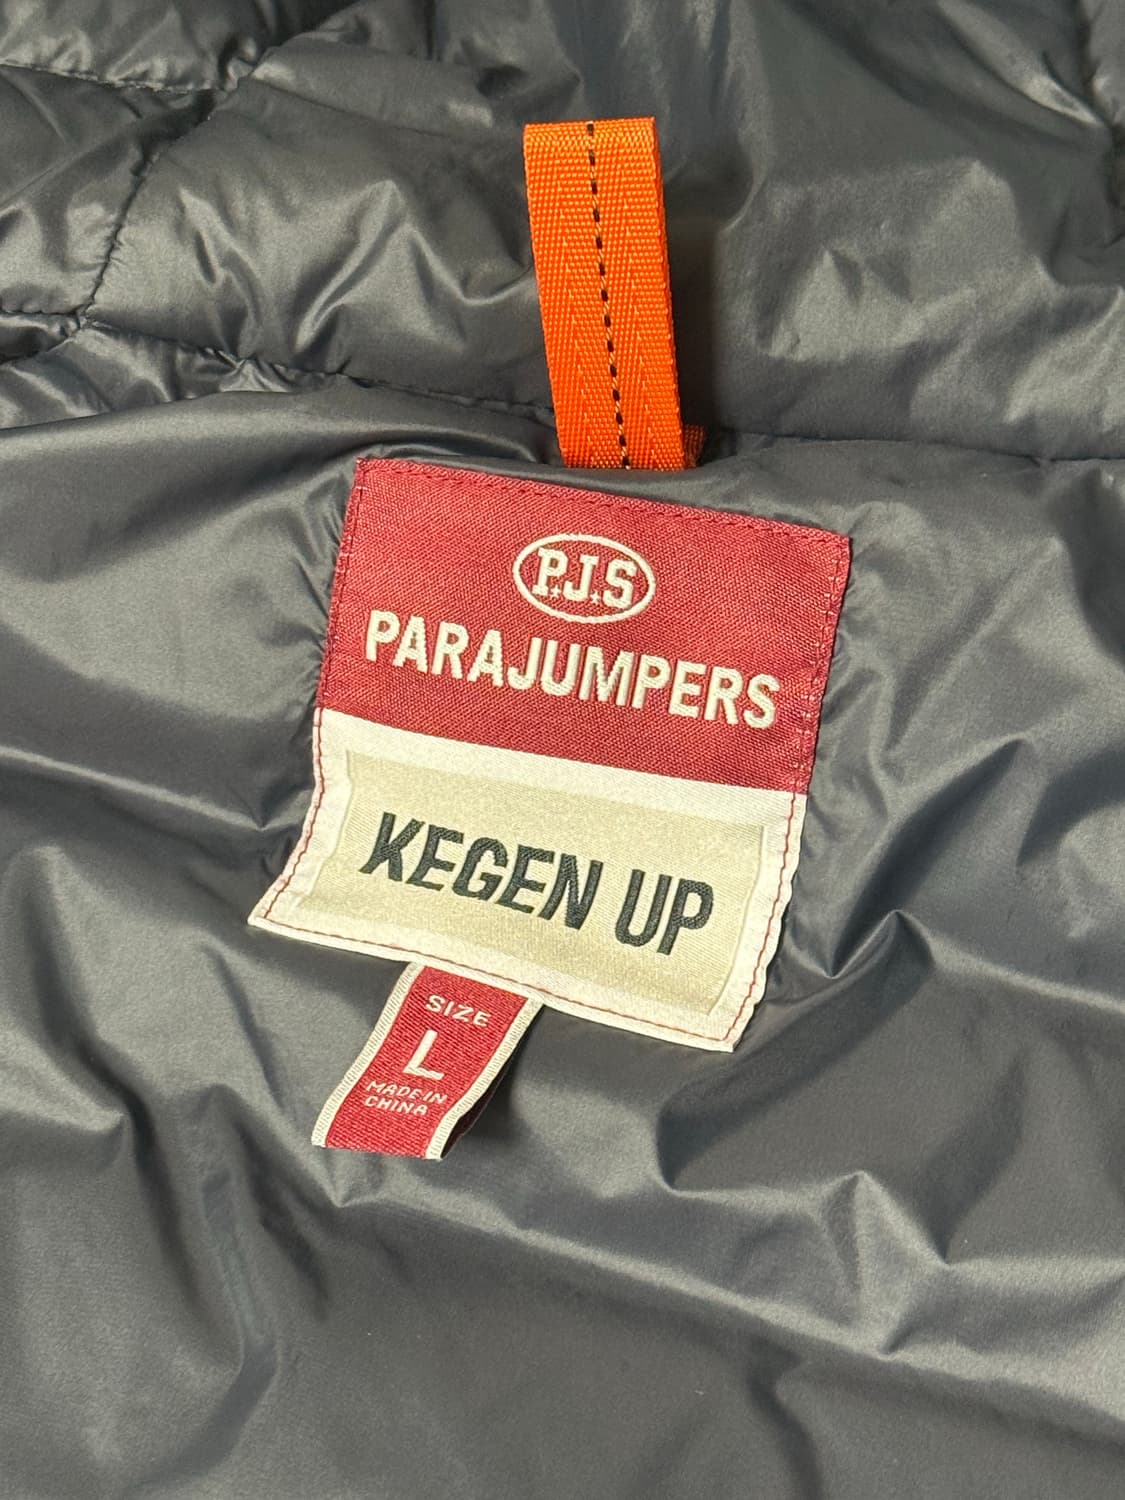 P.J.S
PARAJUMPERS
KEGEN UP
SIZE
L
MADE IN
CHINA